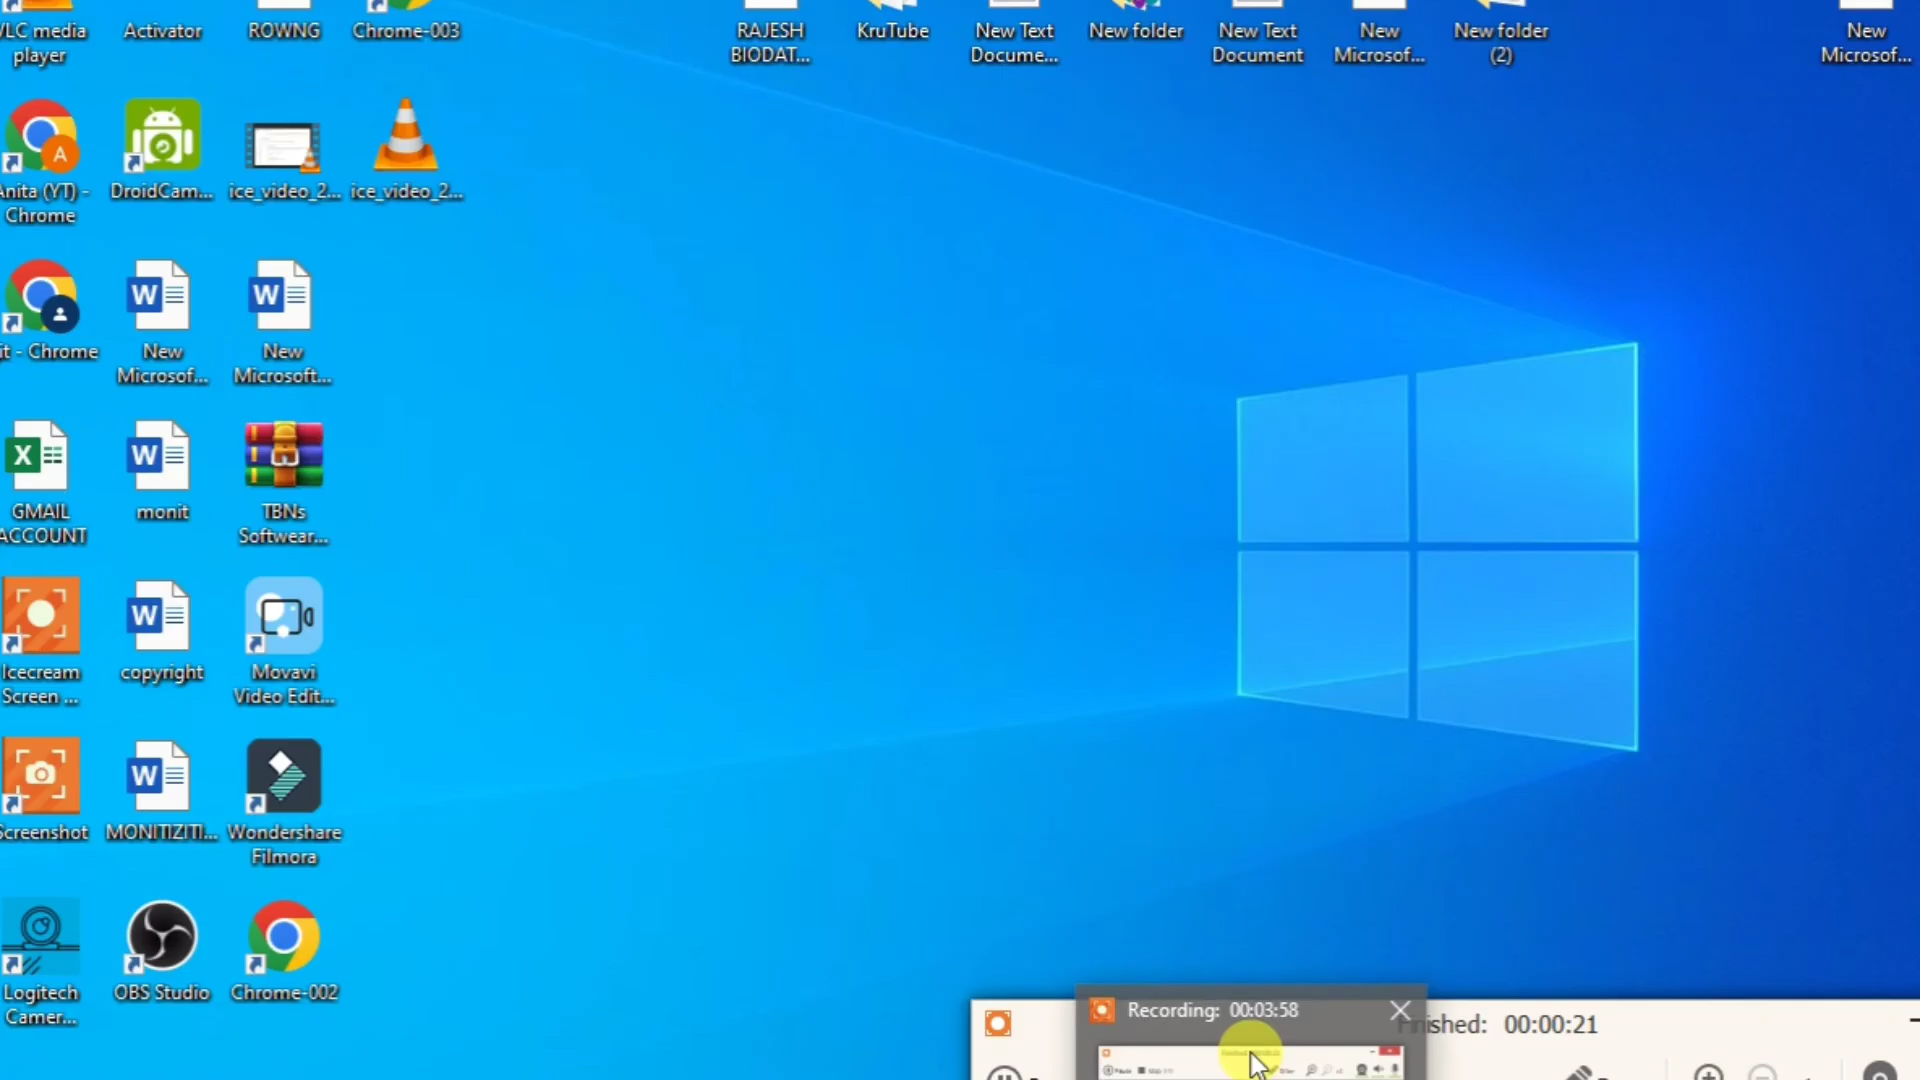 VLC media
player
Activator
ROWNG
Chrome-003
RAJESH
BIODAT...
KruTube
New Text
Docume...
New folder
New Text
Document
New
Microsof...
New folder
(2)
New
Microsof...
A
Anita (YT) -
Chrome
DroidCam...
ice_video_2...
ice_video_2...
it - Chrome
W
New
Microsof...
W
New
Microsoft...
X
GMAIL
ACCOUNT
W
monit
TBNs
Softwear...
Icecream
Screen ...
W
copyright
Movavi
Video Edit...
Screenshot
W
MONITIZITI...
Wondershare
Filmora
Logitech
Camer...
OBS Studio
Chrome-002
Recording: 00:03:58
Finished: 00:00:21
Pause